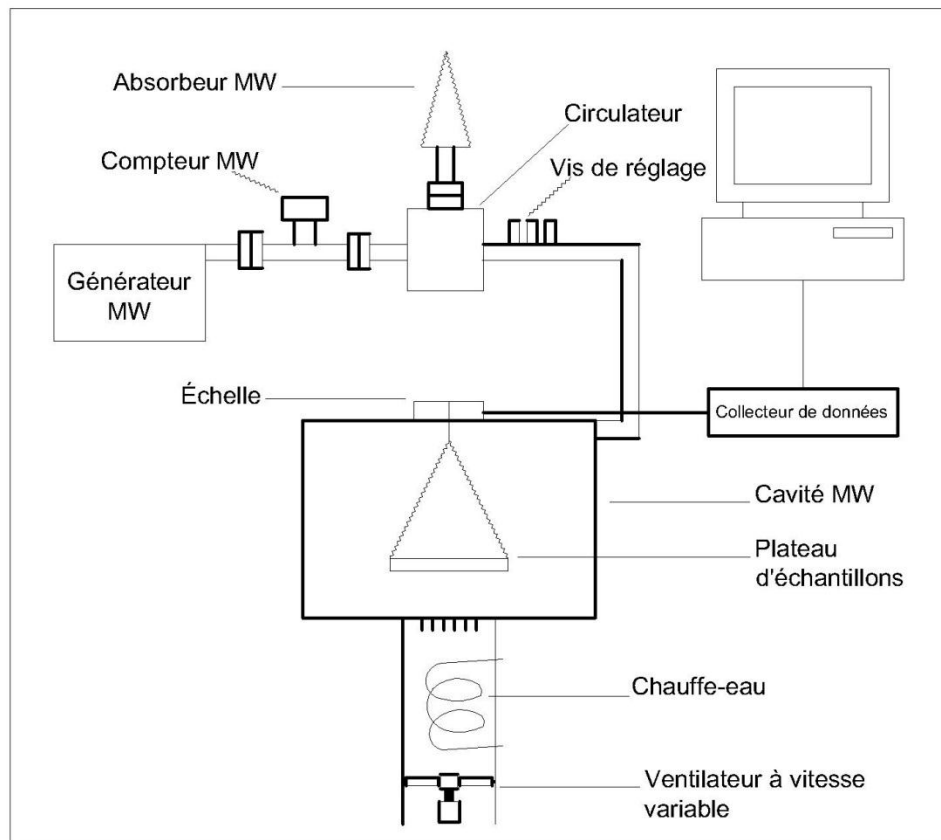 Absorbeur MW
Circulateur
Compteur MW
Vis de réglage
Générateur
MW
Échelle
Collecteur de données
Cavité MW
Plateau
d'échantillons
Chauffe-eau
Ventilateur à vitesse
variable